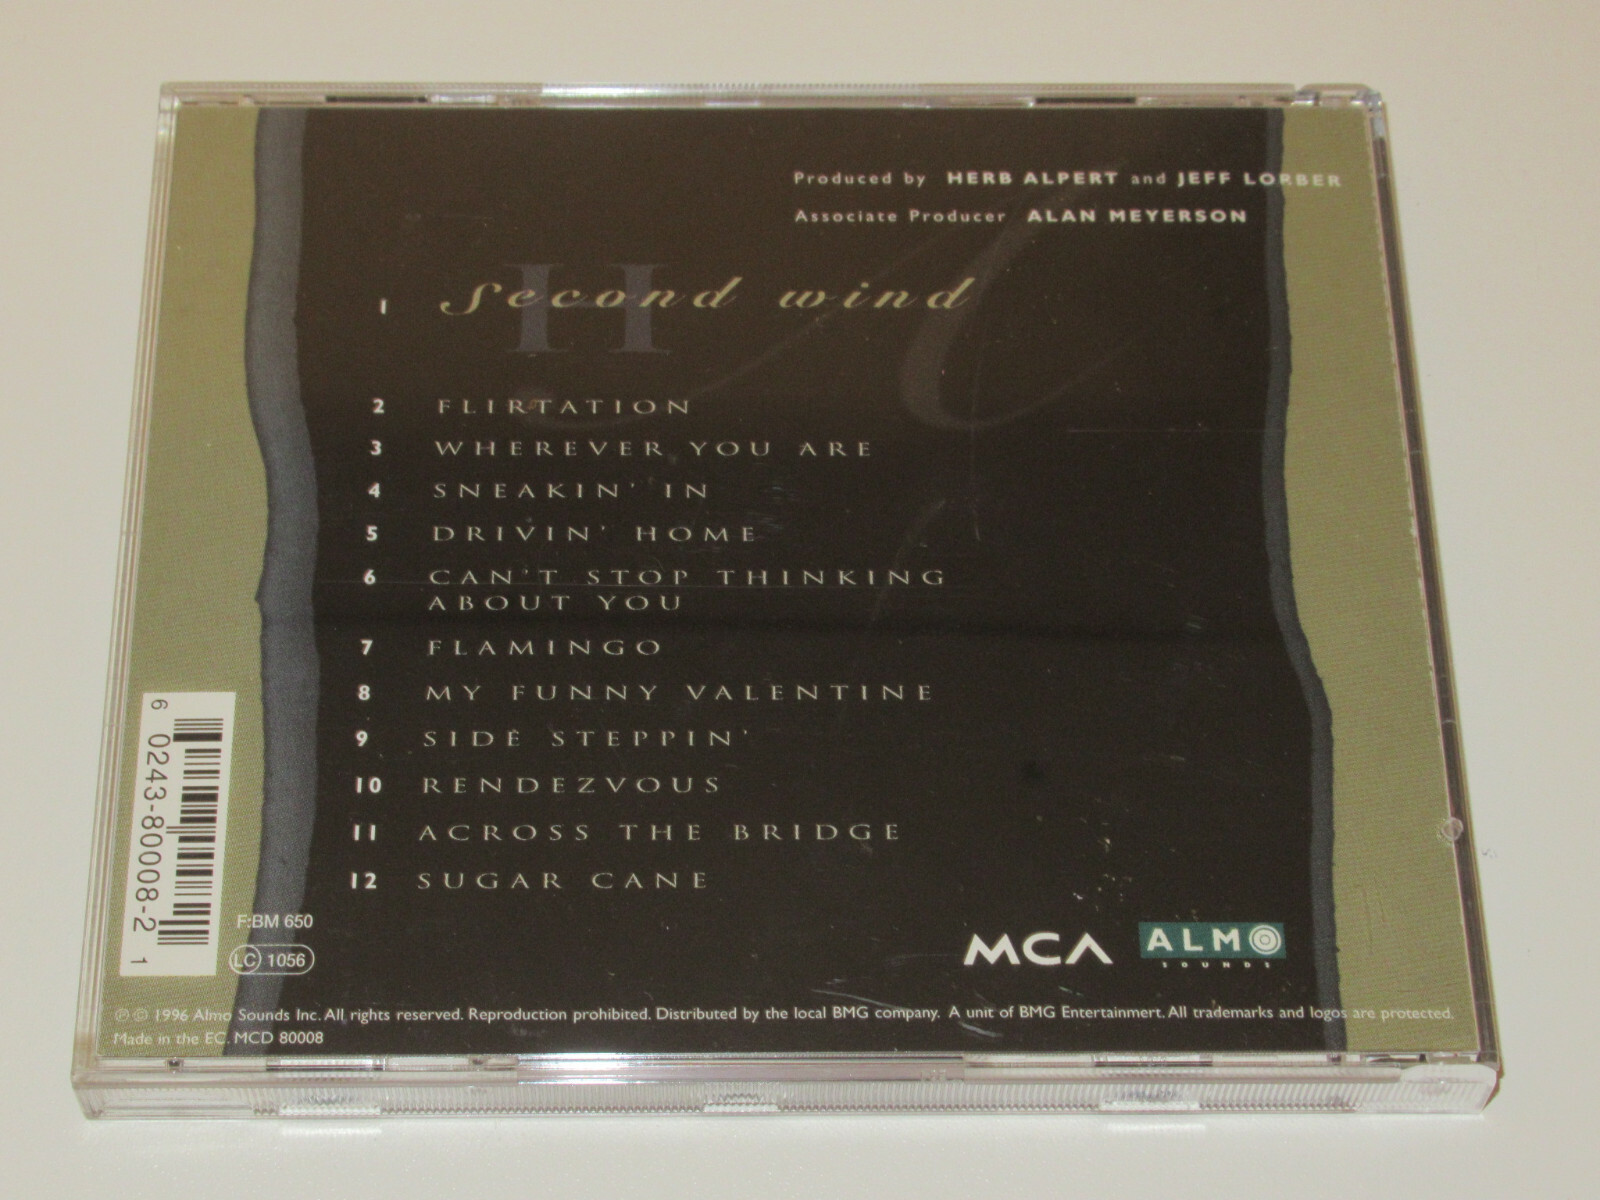 Produced by HERB ALPERT and JEFF LORBER
Associate Producer ALAN MEYERSON
H
1 Second wind
2 FLIRTATION
3 WHEREVER YOU ARE
4 SNEAKIN' IN
5 DRIVIN' HOME
6 CAN'T STOP THINKING
ABOUT YOU
7 FLAMINGO
8 MY FUNNY VALENTINE
9 SIDE STEPPIN'
10 RENDEZVOUS
11 ACROSS THE BRIDGE
12 SUGAR CANE
6 0243-80008-2 1
F:BM 650
LC 1056
MCA
ALMO
SOUNDS
℗ © 1996 Almo Sounds Inc. All rights reserved. Reproduction prohibited. Distributed by the local BMG company. A unit of BMG Entertainment. All trademarks and logos are protected.
Made in the EC. MCD 80008